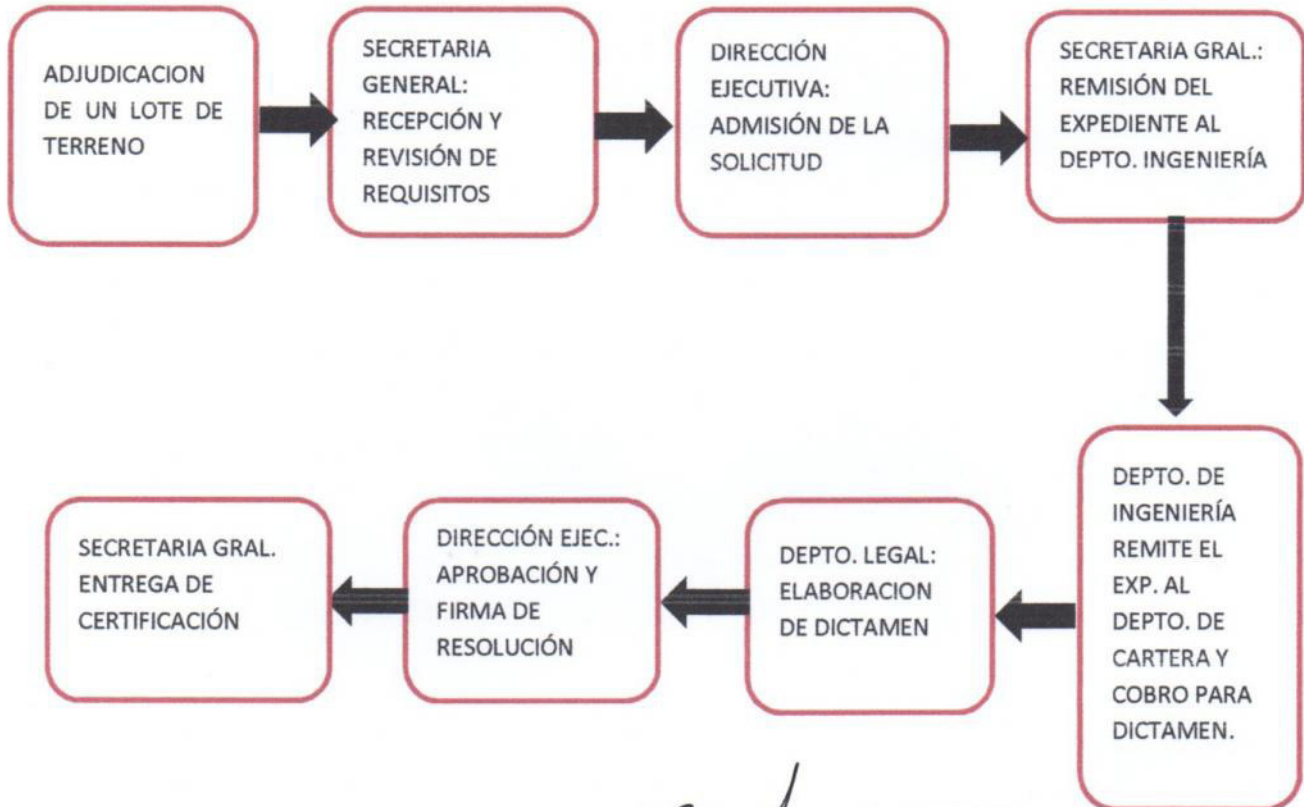 ADJUDICACION
DE UN LOTE DE
TERRENO
SECRETARIA
GENERAL:
RECEPCIÓN Y
REVISIÓN DE
REQUISITOS
DIRECCIÓN
EJECUTIVA:
ADMISIÓN DE LA
SOLICITUD
SECRETARIA GRAL.:
REMISIÓN DEL
EXPEDIENTE AL
DEPTO. INGENIERÍA
DEPTO. DE
INGENIERÍA
REMITE EL
EXP. AL
DEPTO. DE
CARTERA Y
COBRO PARA
DICTAMEN.
DEPTO. LEGAL:
ELABORACION
DE DICTAMEN
DIRECCIÓN EJEC.:
APROBACIÓN Y
FIRMA DE
RESOLUCIÓN
SECRETARIA GRAL.
ENTREGA DE
CERTIFICACIÓN